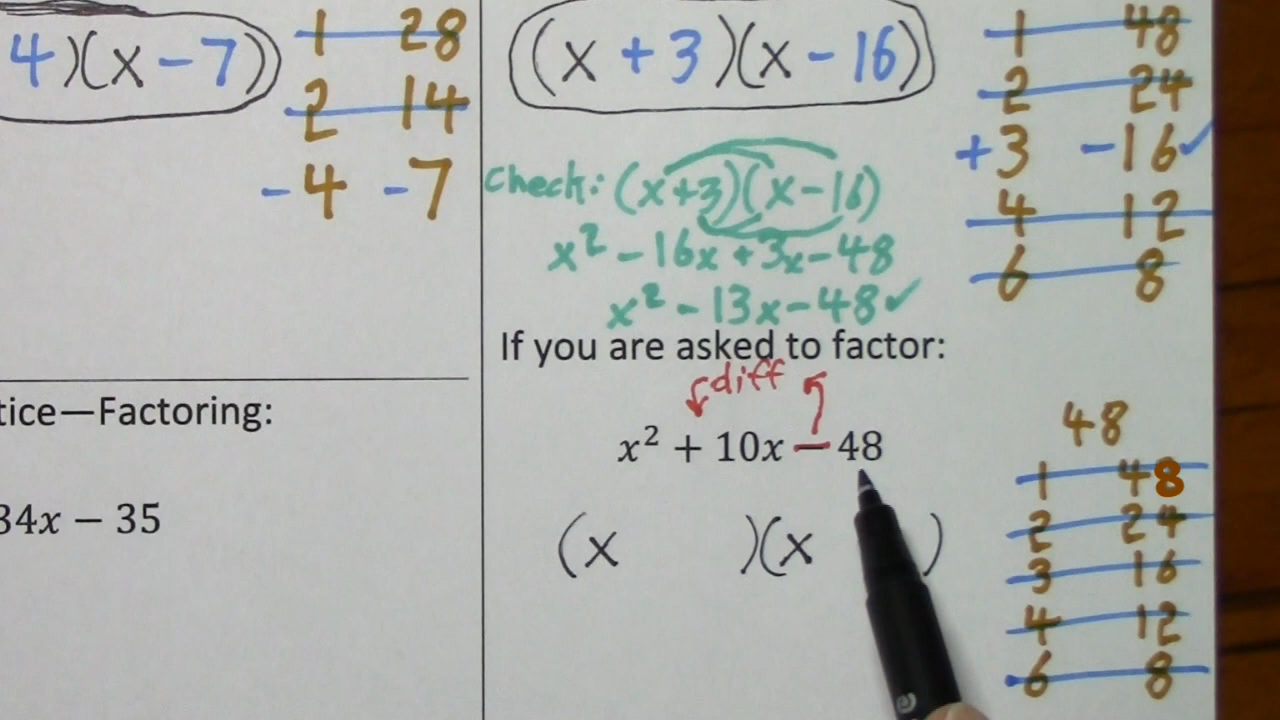 4)(x - 7)
1 28
2 14
-4 -7
tice—Factoring:
34x − 35
(x + 3)(x - 16)
1 48
2 24
+3 -16✓
4 12
6 8
Check: (x+3)(x-16)
x² - 16x + 3x - 48
x² - 13x - 48 ✓
If you are asked to factor:
diff
x² + 10x − 48
(x )(x )
48
1 48
2 24
3 16
4 12
6 8